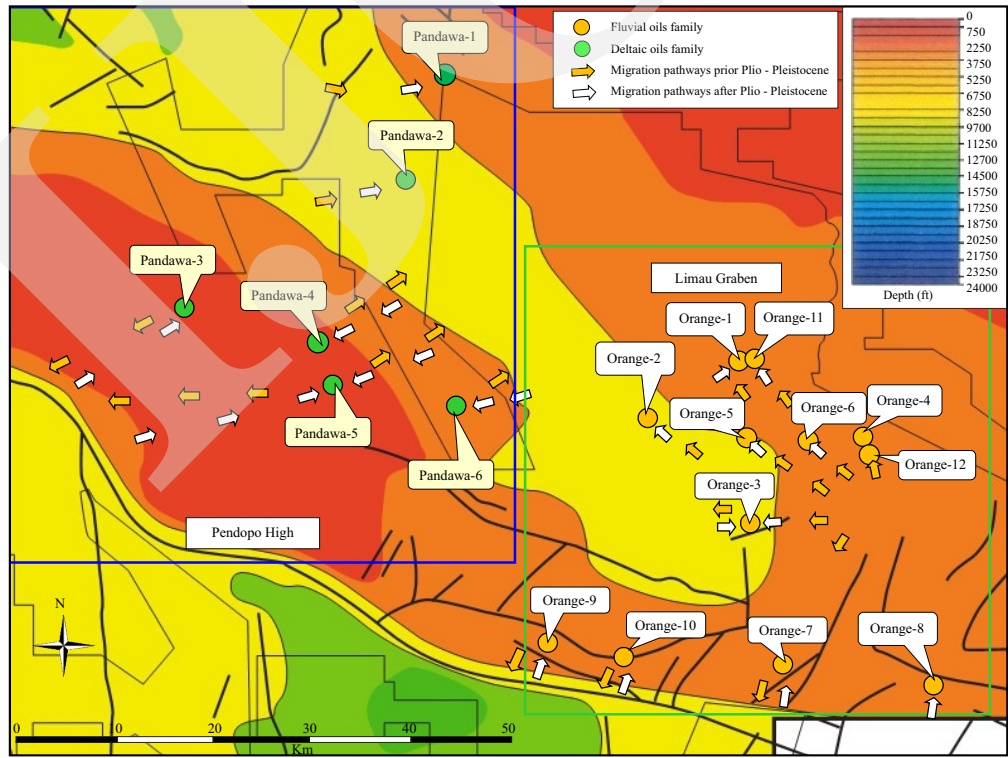 Pandawa-1
Fluvial oils family
Deltaic oils family
Migration pathways prior Plio - Pleistocene
Migration pathways after Plio - Pleistocene
0
750
2250
3750
5250
6750
8250
9700
11250
12700
14500
15750
17250
18750
20250
21750
23250
24000
Depth (ft)
Pandawa-2
Pandawa-3
Pandawa-4
Limau Graben
Orange-1
Orange-11
Orange-2
Orange-5
Orange-6
Orange-4
Orange-12
Pandawa-5
Pandawa-6
Orange-3
Pendopo High
Orange-9
Orange-10
Orange-7
Orange-8
N
0
10
20
30
40
50
Km